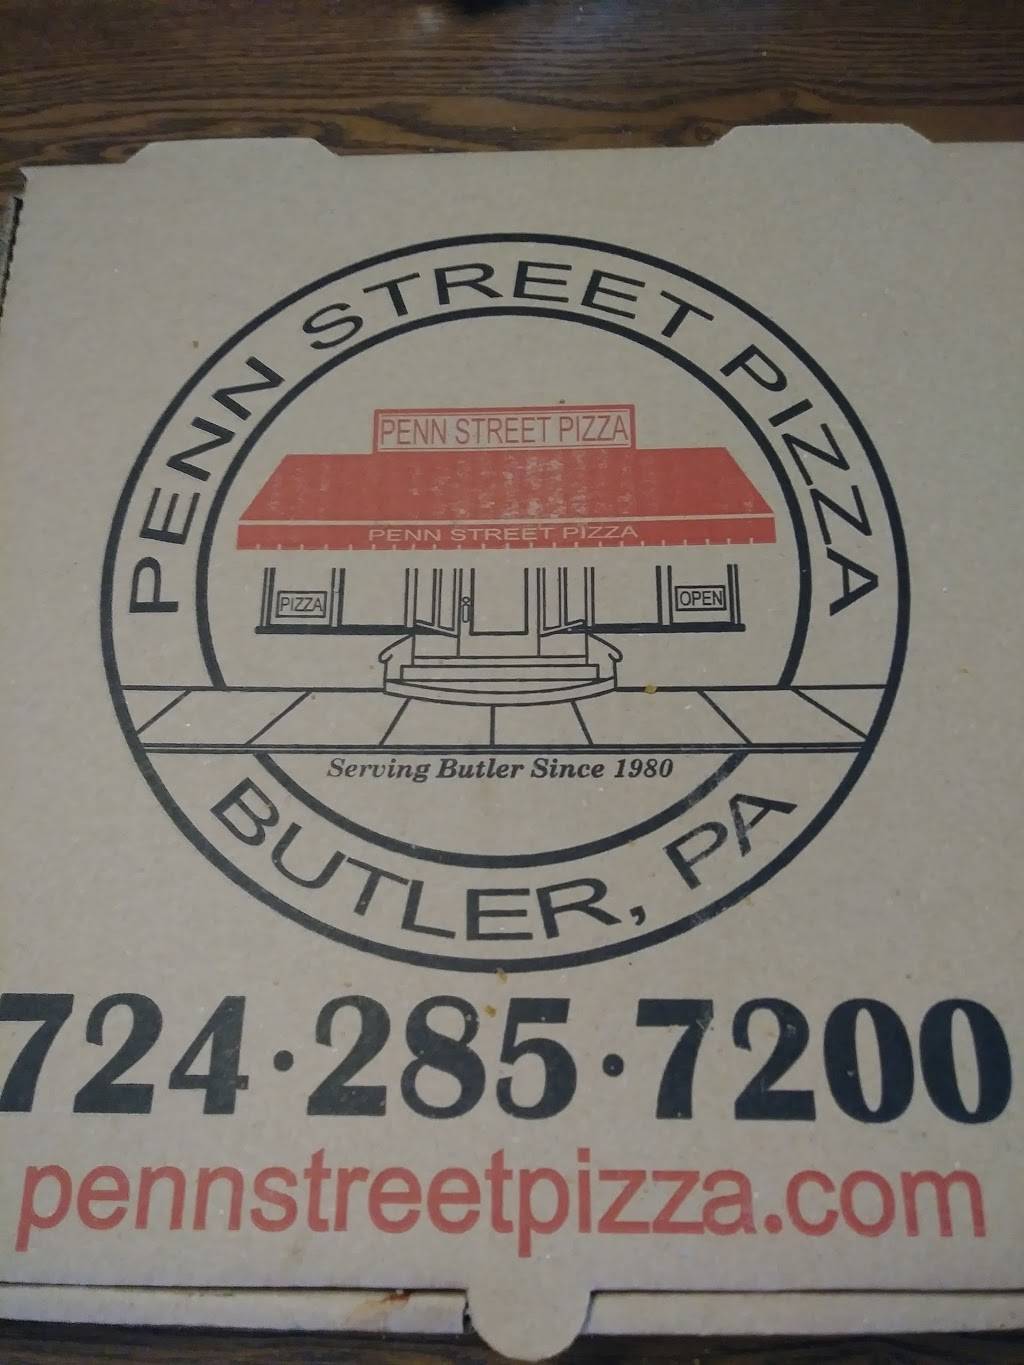 PENN STREET PIZZA
PENN STREET PIZZA
PENN STREET PIZZA
PIZZA
OPEN
Serving Butler Since 1980
BUTLER, PA
724·285·7200
pennstreetpizza.com